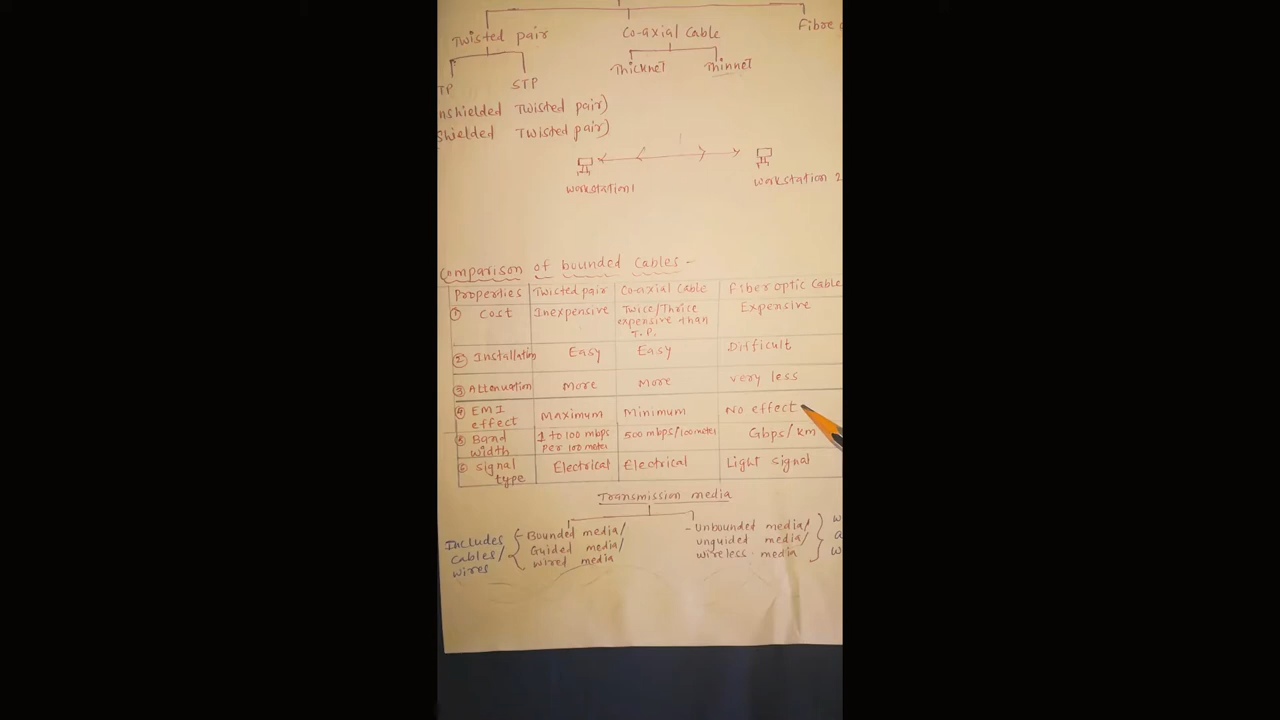 Twisted pair Co-axial Cable Fibre
TP STP Thicknet Thinnet
nshielded Twisted pair)
Shielded Twisted pair)
workstation1 workstation 2
Comparison of bounded Cables -
Properties Twisted pair Co-axial Cable Fiber optic Cable
① Cost Inexpensive Twice/Thrice expensive than T.P. Expensive
② Installation Easy Easy Difficult
③ Attenuation More More very less
④ EMI effect Maximum Minimum No effect
⑤ Band width 1 to 100 mbps per 100 meter 500 mbps/100meter Gbps/km
⑥ signal type Electrical Electrical Light signal
Transmission media
Includes - Bounded media/ - Unbounded media/
cables/ Guided media/ unguided media/
wires wired media wireless media